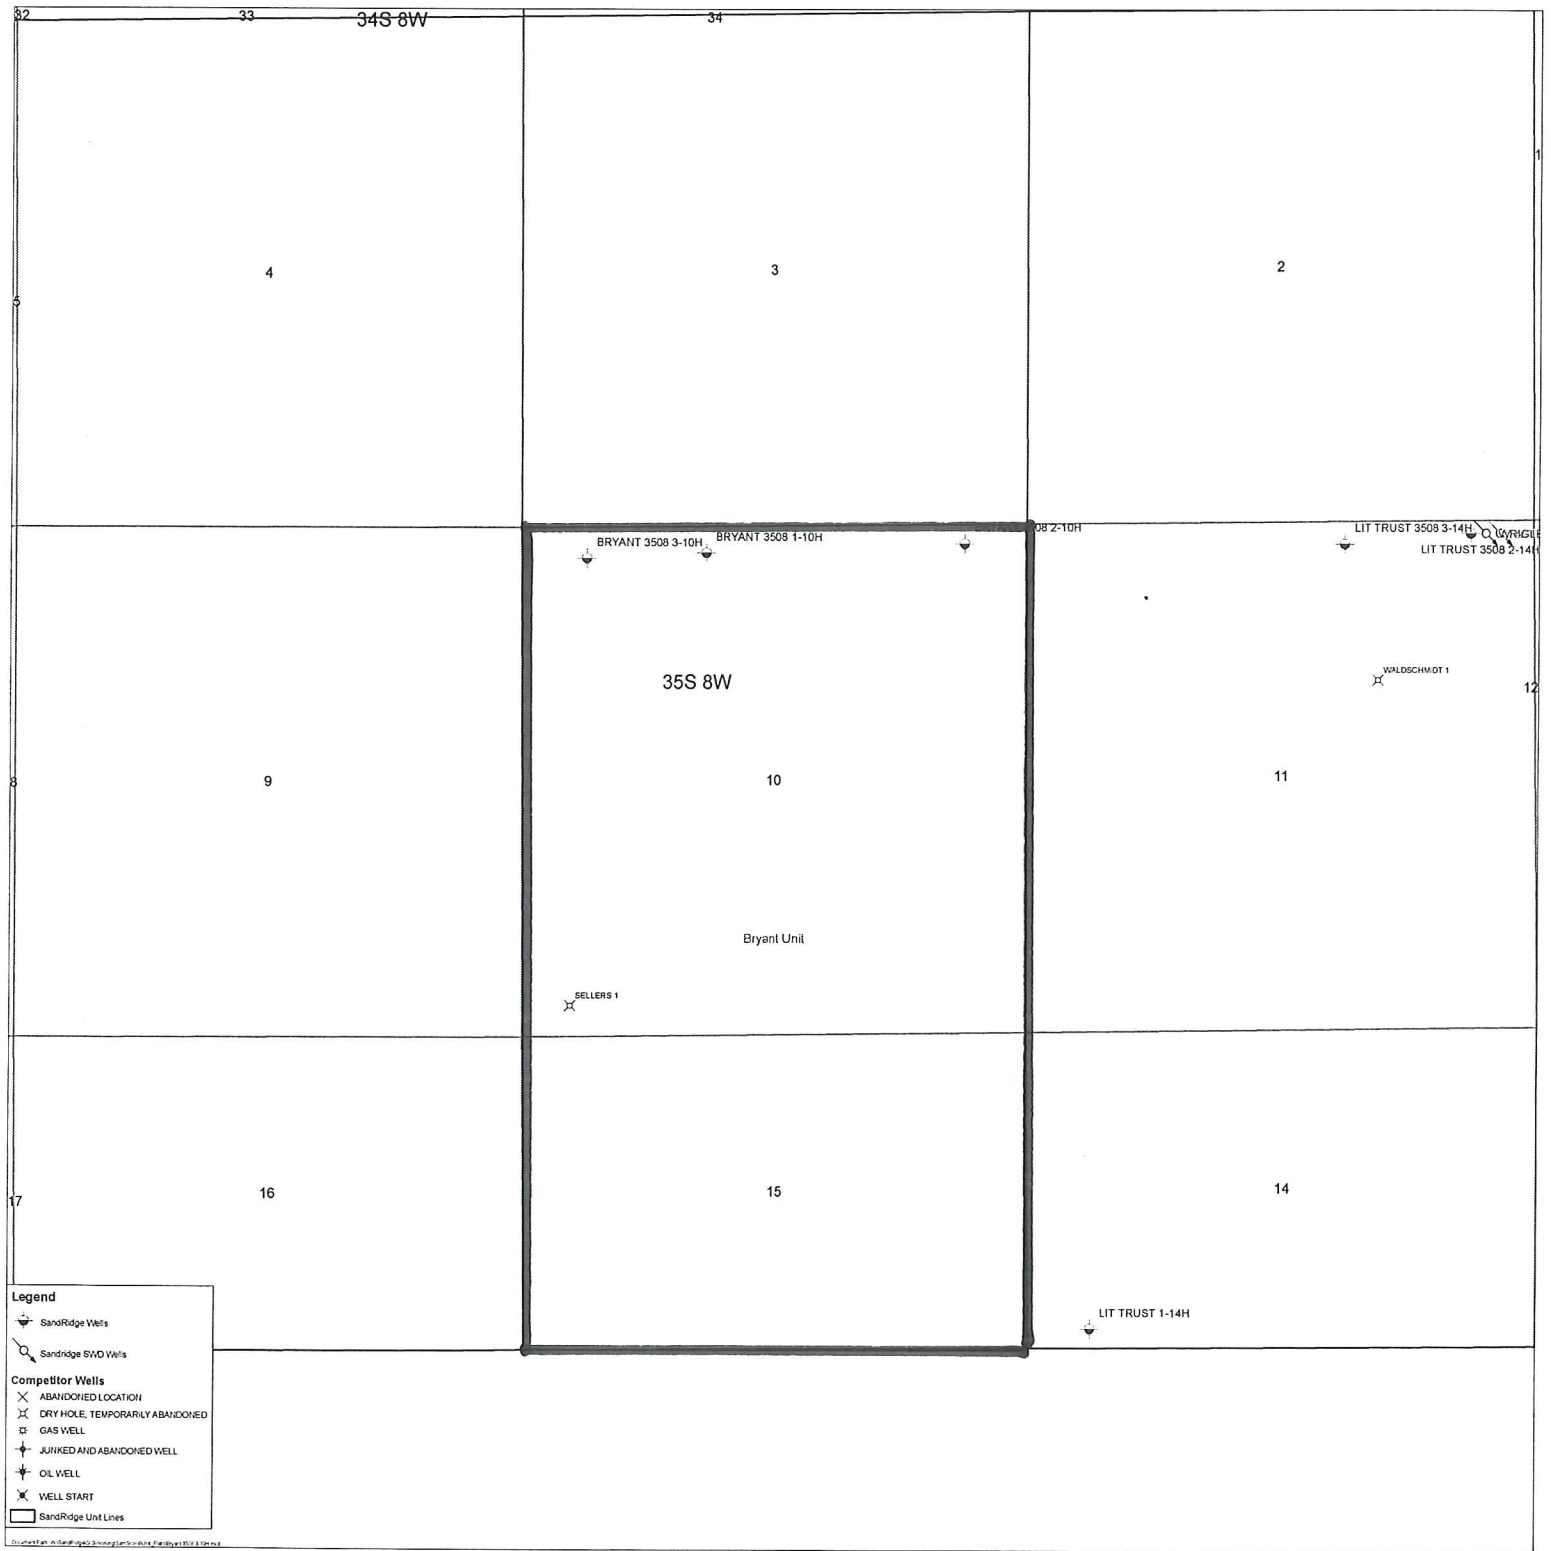 32 33 34S 8W 34
1
4 3 2
5
08 2-10H
LIT TRUST 3508 3-14H
WRIGLE
BRYANT 3508 3-10H
BRYANT 3508 1-10H
LIT TRUST 3508 2-14H
WALDSCHMIDT 1
35S 8W
12
8 9 10 11
Bryant Unit
SELLERS 1
17 16 15 14
LIT TRUST 1-14H
Legend
SandRidge Wells
Sandridge SWD Wells
Competitor Wells
ABANDONED LOCATION
DRY HOLE, TEMPORARILY ABANDONED
GAS WELL
JUNKED AND ABANDONED WELL
OIL WELL
WELL START
SandRidge Unit Lines